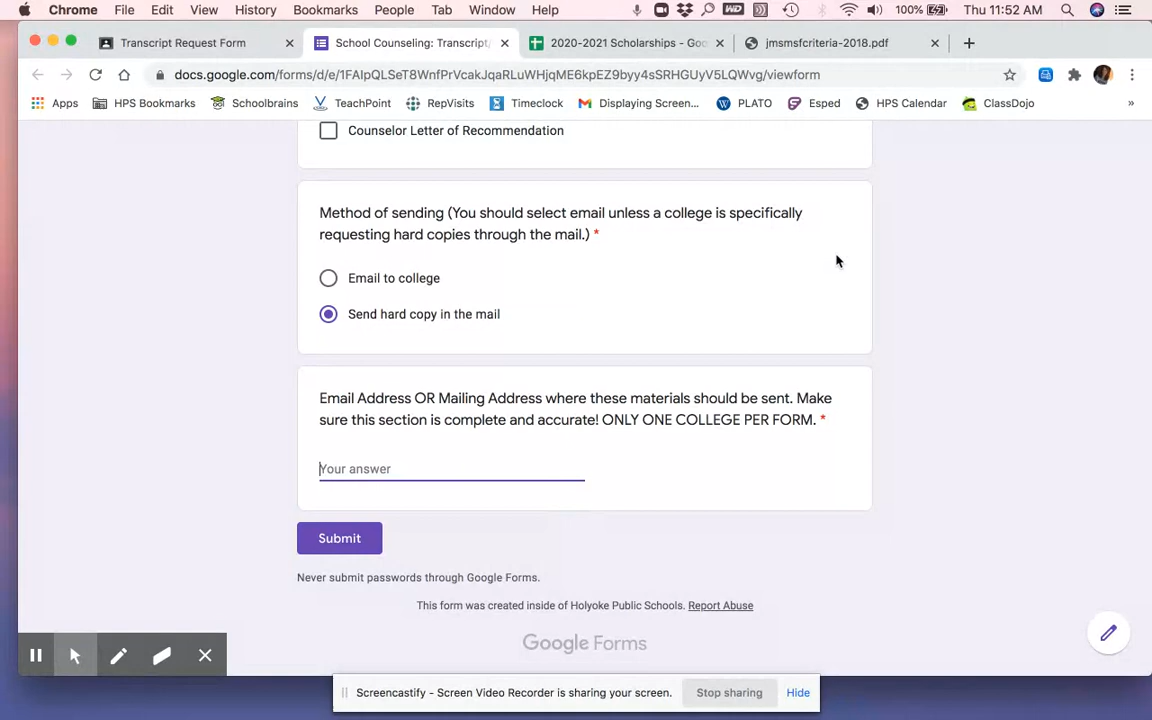 Chrome File Edit View History Bookmarks People Tab Window Help 100% Thu 11:52 AM
Transcript Request Form School Counseling: Transcript/ 2020-2021 Scholarships - Goo jmsmsfcriteria-2018.pdf
docs.google.com/forms/d/e/1FAIpQLSeT8WnfPrVcakJqaRLuWHjqME6kpEZ9byy4sSRHGUyV5LQWvg/viewform
Apps HPS Bookmarks Schoolbrains TeachPoint RepVisits Timeclock Displaying Screen... PLATO Esped HPS Calendar ClassDojo »
Counselor Letter of Recommendation
Method of sending (You should select email unless a college is specifically
requesting hard copies through the mail.) *
Email to college
Send hard copy in the mail
Email Address OR Mailing Address where these materials should be sent. Make
sure this section is complete and accurate! ONLY ONE COLLEGE PER FORM. *
Your answer
Submit
Never submit passwords through Google Forms.
This form was created inside of Holyoke Public Schools. Report Abuse
Google Forms
Screencastify - Screen Video Recorder is sharing your screen. Stop sharing Hide